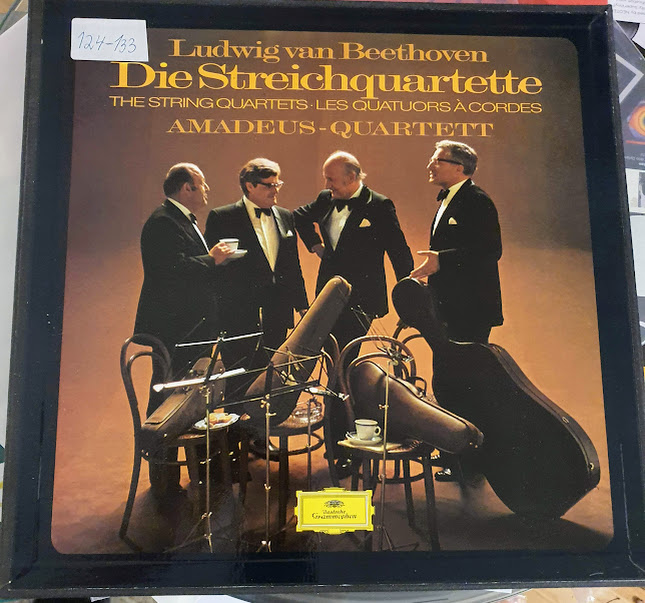 124-133
Ludwig van Beethoven
Die Streichquartette
THE STRING QUARTETS · LES QUATUORS À CORDES
AMADEUS-QUARTETT
Deutsche
Grammophon